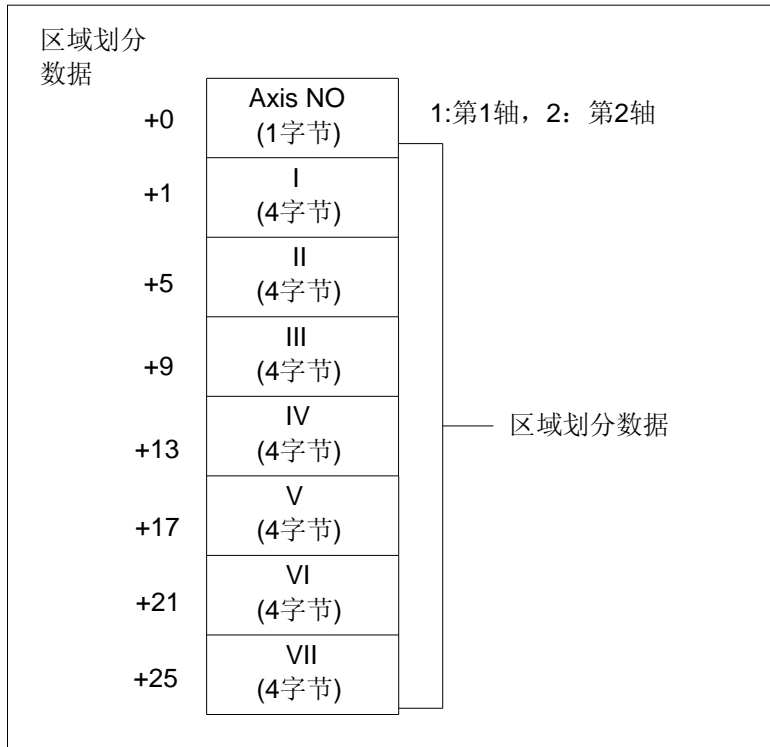 区域划分
数据
+0
Axis NO
(1字节)
1:第1轴，2：第2轴
+1
I
(4字节)
+5
II
(4字节)
+9
III
(4字节)
+13
IV
(4字节)
区域划分数据
+17
V
(4字节)
+21
VI
(4字节)
+25
VII
(4字节)